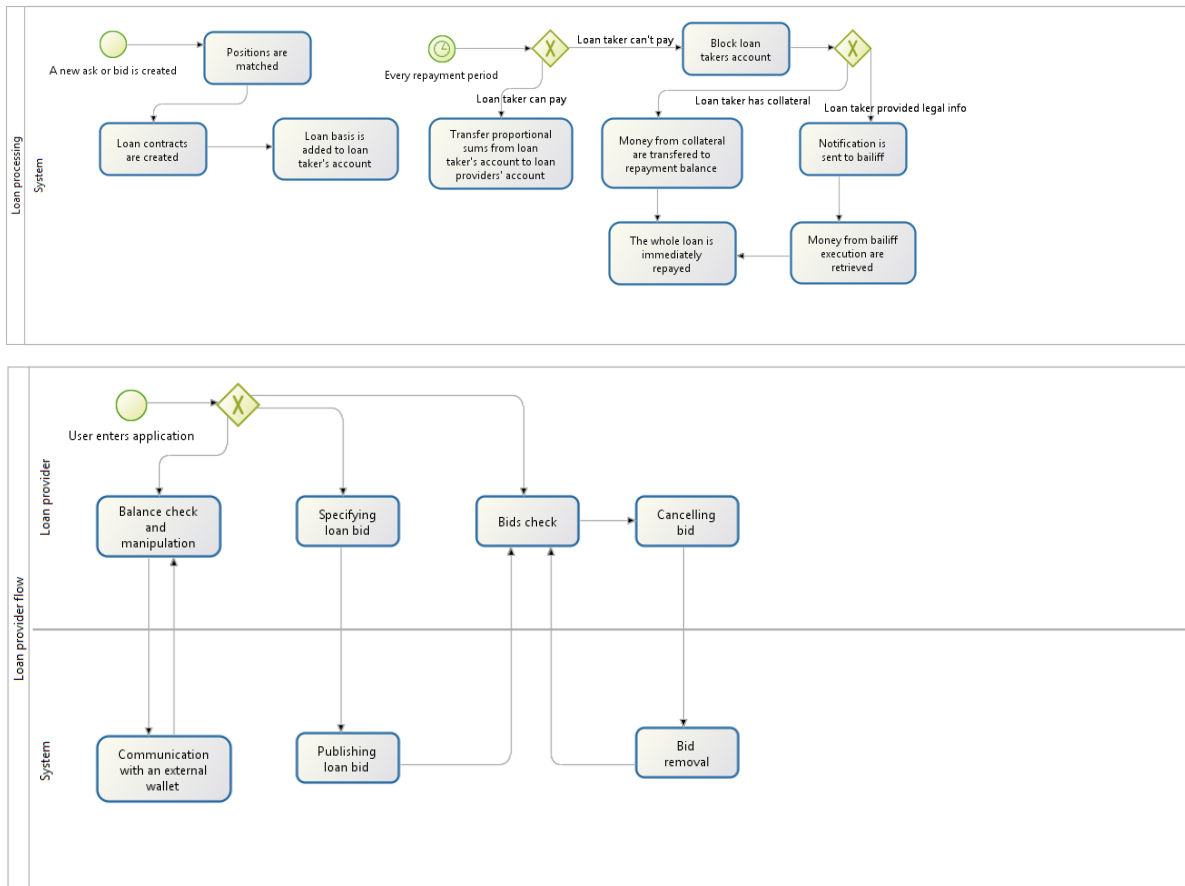 Loan processing
System
A new ask or bid is created
Positions are
matched
Loan contracts
are created
Loan basis is
added to loan
taker's account
Every repayment period
Loan taker can't pay
Loan taker can pay
Transfer proportional
sums from loan
taker's account to loan
providers' account
Block loan
takers account
Loan taker has collateral
Loan taker provided legal info
Money from collateral
are transfered to
repayment balance
Notification is
sent to bailiff
The whole loan is
immediately
repayed
Money from bailiff
execution are
retrieved
Loan provider flow
Loan provider
User enters application
Balance check
and
manipulation
Specifying
loan bid
Bids check
Cancelling
bid
System
Communication
with an external
wallet
Publishing
loan bid
Bid
removal